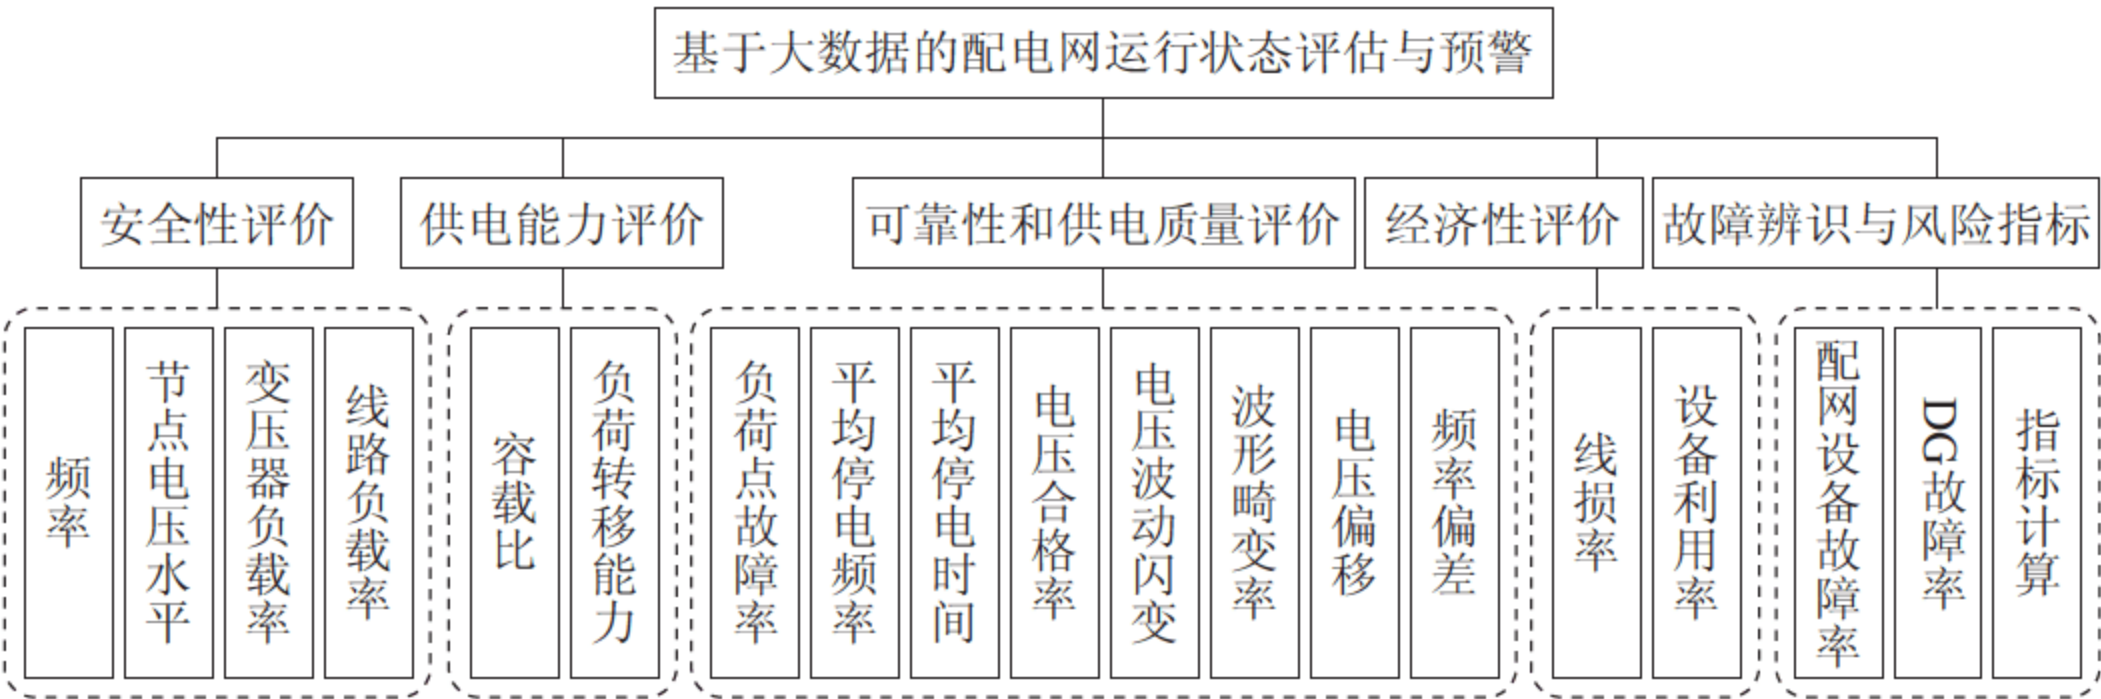 基于大数据的配电网运行状态评估与预警
安全性评价
供电能力评价
可靠性和供电质量评价
经济性评价
故障辨识与风险指标
频率
节点电压水平
变压器负载率
线路负载率
容载比
负荷转移能力
负荷点故障率
平均停电频率
平均停电时间
电压合格率
电压波动闪变
波形畸变率
电压偏移
频率偏差
线损率
设备利用率
配网设备故障率
DG故障率
指标计算